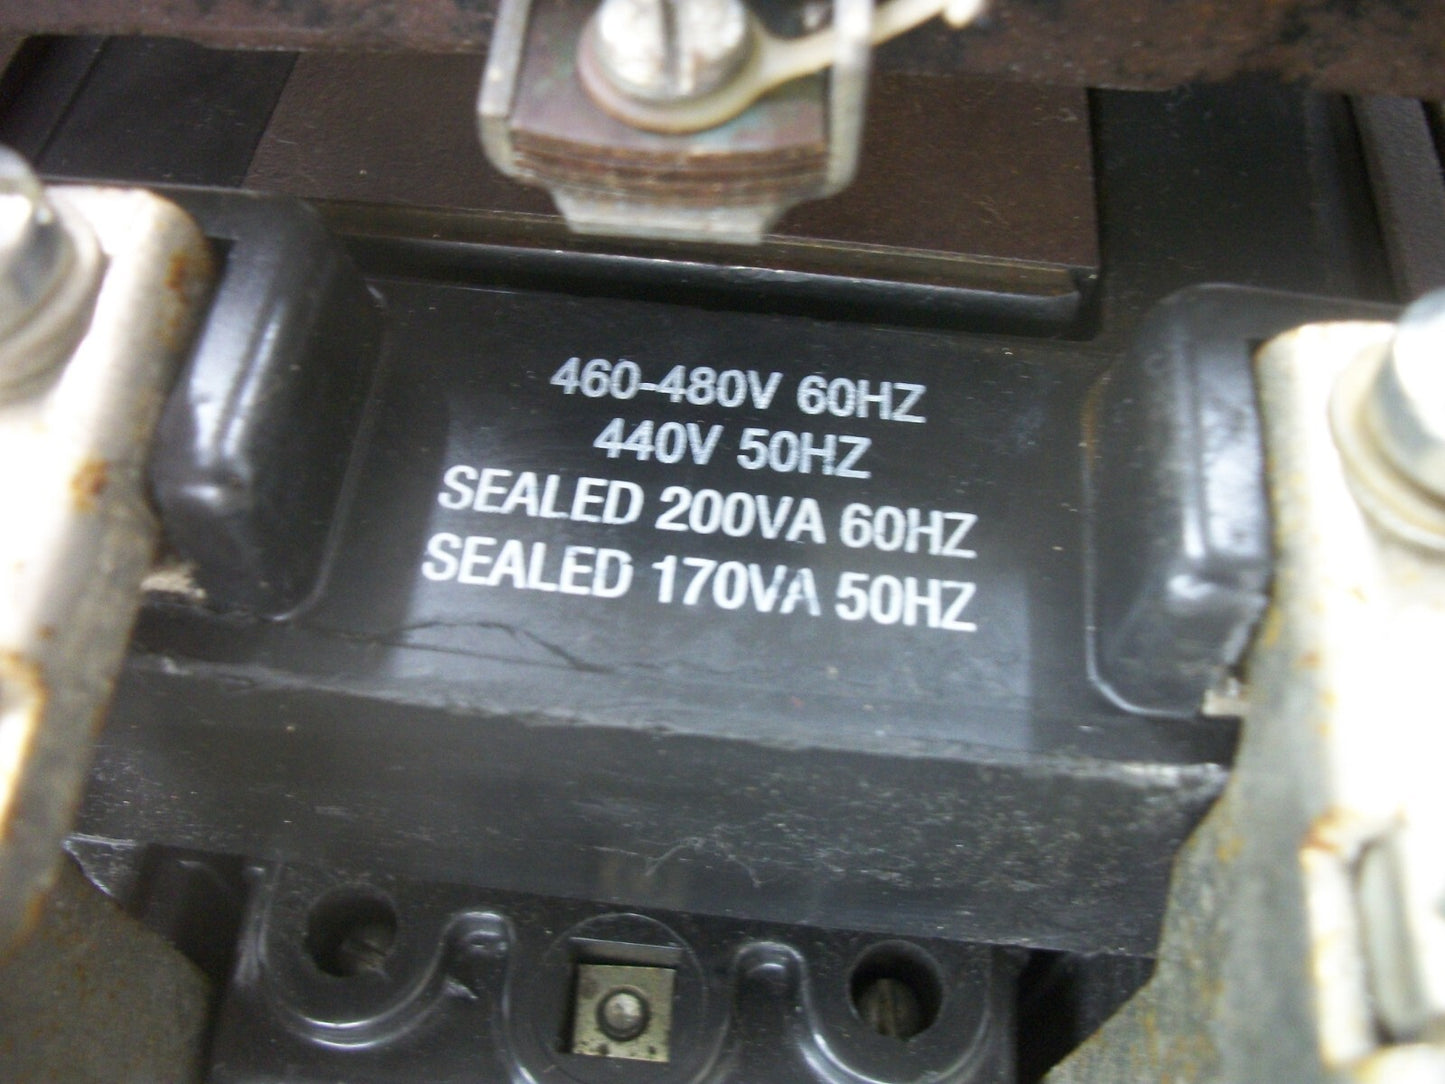 460-480V 60HZ
440V 50HZ
SEALED 200VA 60HZ
SEALED 170VA 50HZ